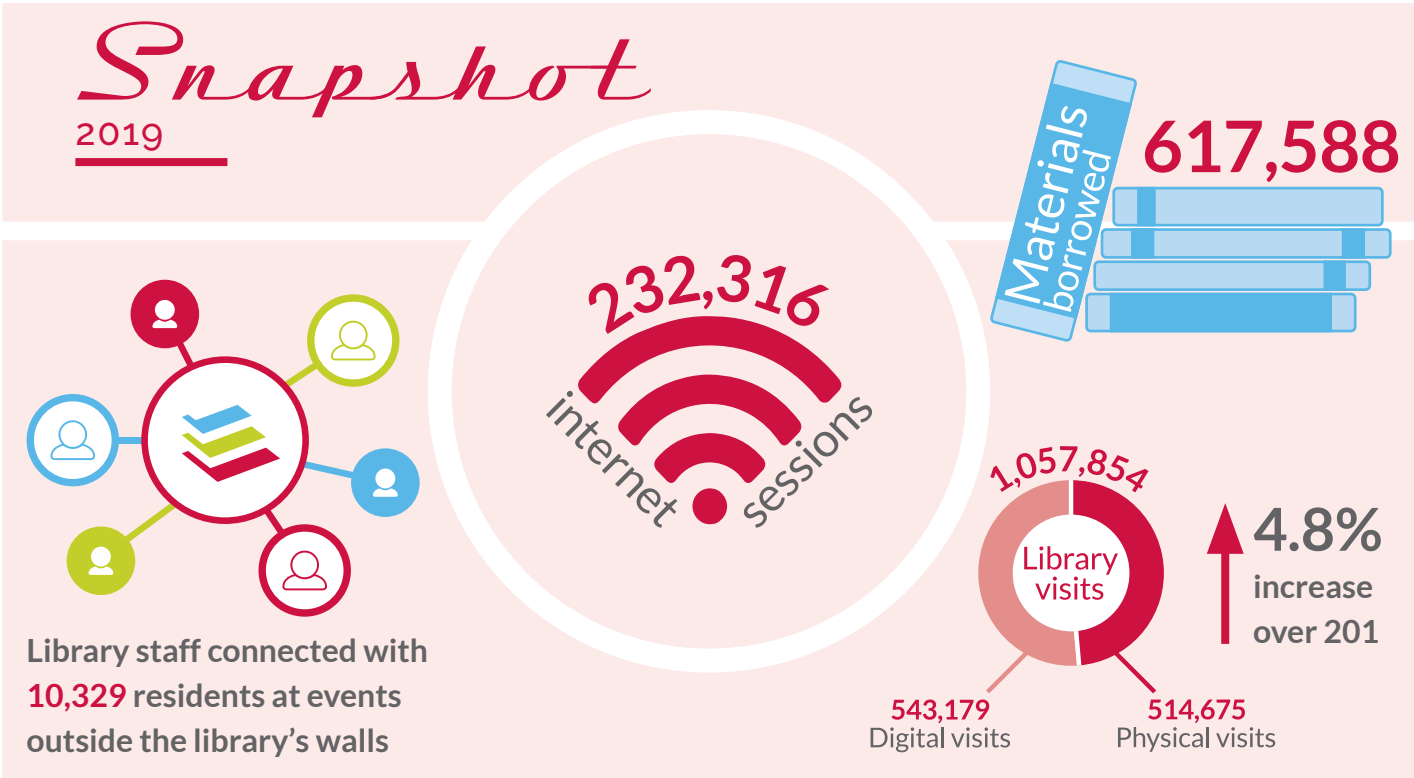 Snapshot
2019
Materials
borrowed
617,588
232,316
internet sessions
Library staff connected with
10,329 residents at events
outside the library's walls
1,057,854
Library
visits
543,179
Digital visits
514,675
Physical visits
4.8%
increase
over 201